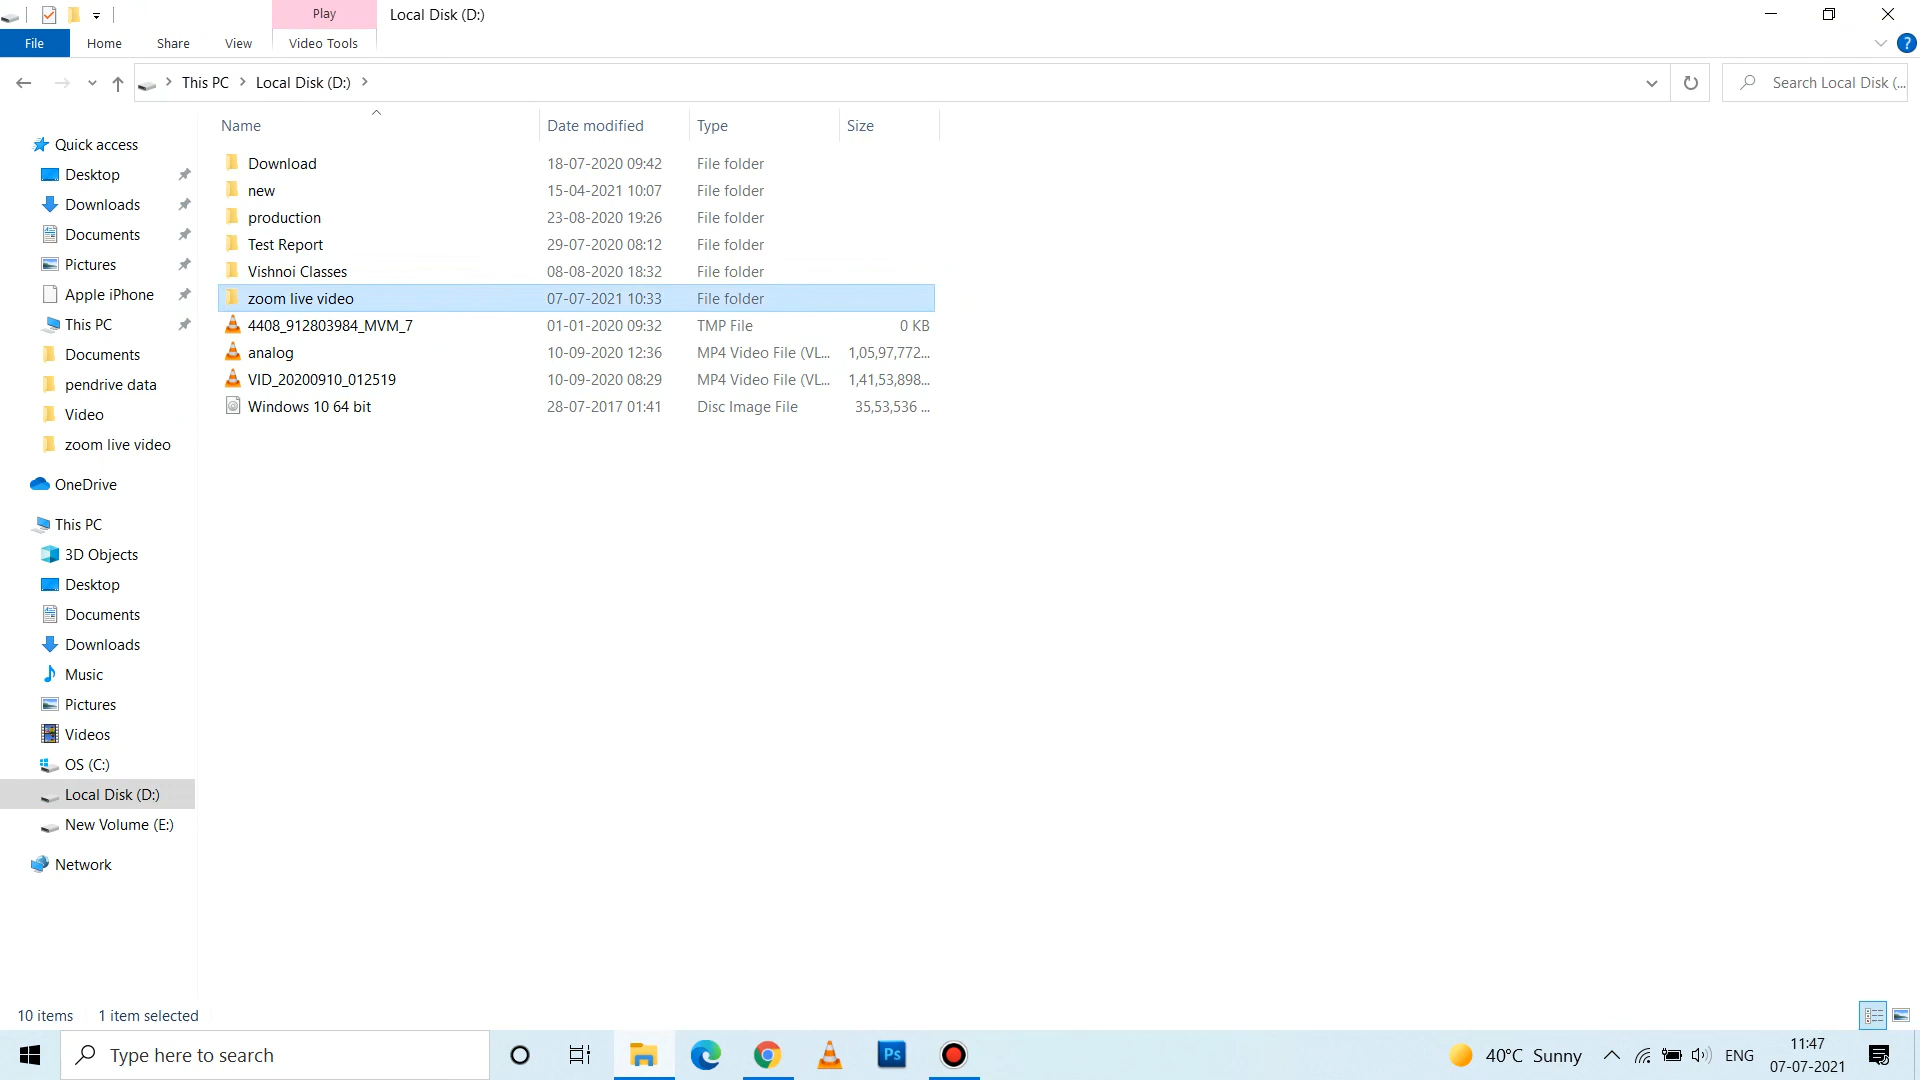 Play
Local Disk (D:)
File
Home
Share
View
Video Tools
?
This PC
Local Disk (D:)
Search Local Disk (...
Name
Date modified
Type
Size
Quick access
Desktop
Downloads
Documents
Pictures
Apple iPhone
This PC
Documents
pendrive data
Video
zoom live video
OneDrive
This PC
3D Objects
Desktop
Documents
Downloads
Music
Pictures
Videos
OS (C:)
Local Disk (D:)
New Volume (E:)
Network
Download 18-07-2020 09:42 File folder
new 15-04-2021 10:07 File folder
production 23-08-2020 19:26 File folder
Test Report 29-07-2020 08:12 File folder
Vishnoi Classes 08-08-2020 18:32 File folder
zoom live video 07-07-2021 10:33 File folder
4408_912803984_MVM_7 01-01-2020 09:32 TMP File 0 KB
analog 10-09-2020 12:36 MP4 Video File (VL... 1,05,97,772...
VID_20200910_012519 10-09-2020 08:29 MP4 Video File (VL... 1,41,53,898...
Windows 10 64 bit 28-07-2017 01:41 Disc Image File 35,53,536 ...
10 items 1 item selected
Type here to search
Ps
40°C Sunny
ENG
11:47
07-07-2021